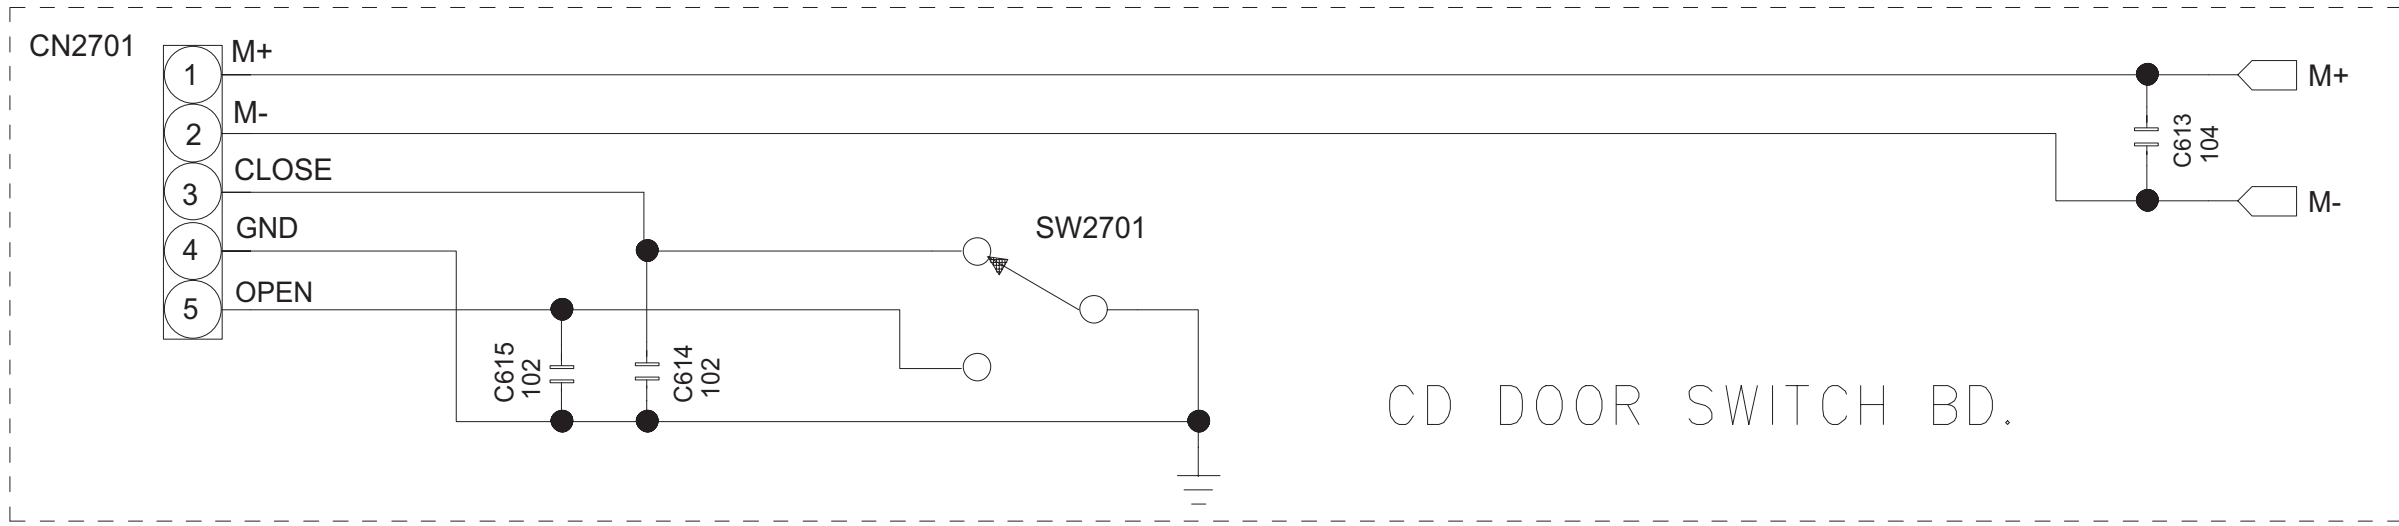 CN2701
1 M+
2 M-
3 CLOSE
4 GND
5 OPEN
M+
M-
C613
104
SW2701
C615
102
C614
102
CD DOOR SWITCH BD.